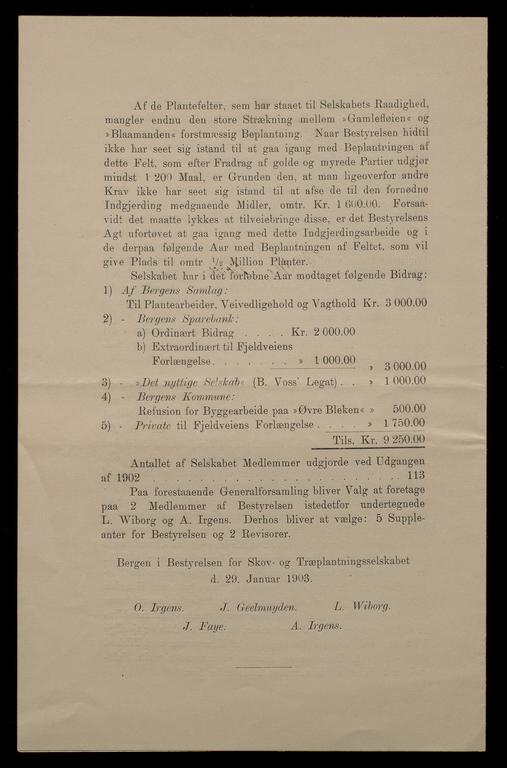 Af de Plantefelter, sem har staaet til Selskabets Raadighed,
mangler endnu den store Strækning mellem »Gamlefløien« og
»Blaamanden« forstmæssig Beplantning. Naar Bestyrelsen hidtil
ikke har seet sig istand til at gaa igang med Beplantningen af
dette Felt, som efter Fradrag af golde og myrede Partier udgjør
mindst 1 200 Maal, er Grunden den, at man ligeoverfor andre
Krav ikke har seet sig istand til at afse de til den fornødne
Indgjerding medgaaende Midler, omtr. Kr. 1 600.00. Forsaa-
vidt det maatte lykkes at tilveiebringe disse, er det Bestyrelsens
Agt ufortøvet at gaa igang med dette Indgjerdingsarbeide og i
de derpaa følgende Aar med Beplantningen af Feltet, som vil
give Plads til omtr 1/2 Million Planter.
Selskabet har i det forløbne Aar modtaget følgende Bidrag:
1) Af Bergens Samlag:
Til Plantearbeider, Veivedligehold og Vagthold Kr. 3 000.00
2) - Bergens Sparebank:
a) Ordinært Bidrag . . . . Kr. 2 000.00
b) Extraordinært til Fjeldveiens
Forlængelse. . . . . . . » 1 000.00
» 3 000.00
3) - »Det nyttige Selskab« (B. Voss' Legat) . . » 1 000.00
4) - Bergens Kommune:
Refusion for Byggearbeide paa »Øvre Bleken« » 500.00
5) - Private til Fjeldveiens Forlængelse . . . . » 1 750.00
Tils. Kr. 9 250.00
Antallet af Selskabet Medlemmer udgjorde ved Udgangen
af 1902 . . . . . . . . . . . . . . . . . . . 113
Paa forestaaende Generalforsamling bliver Valg at foretage
paa 2 Medlemmer af Bestyrelsen istedetfor undertegnede
L. Wiborg og A. Irgens. Derhos bliver at vælge: 5 Supple-
anter for Bestyrelsen og 2 Revisorer.
Bergen i Bestyrelsen for Skov- og Træplantningsselskabet
d. 29. Januar 1903.
O. Irgens. J. Geelmuyden. L. Wiborg.
J. Faye. A. Irgens.